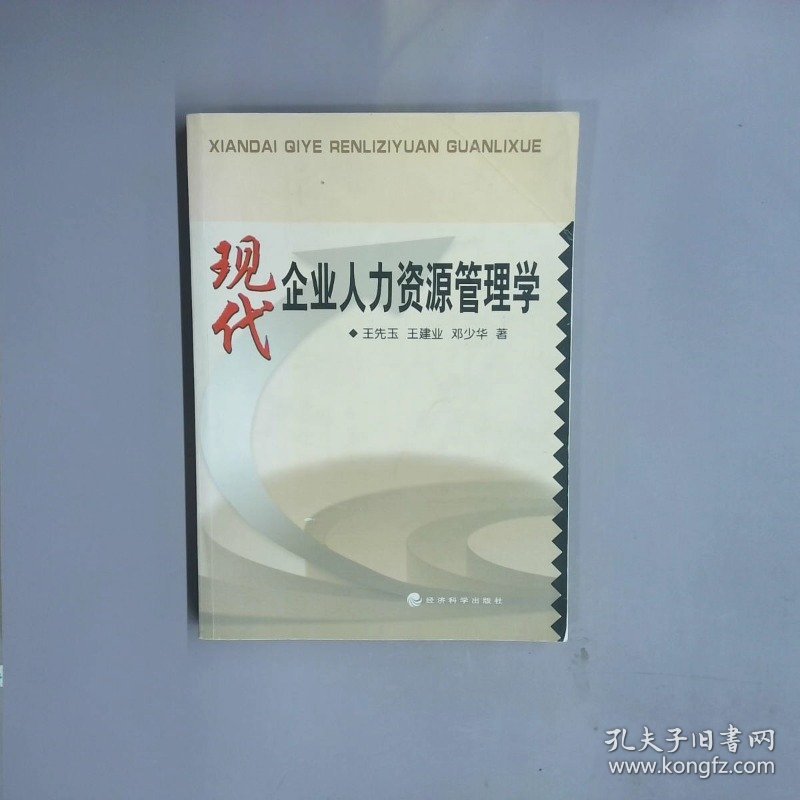 XIANDAI QIYE RENLIZIYUAN GUANLIXUE
现代
企业人力资源管理学
◆ 王先玉 王建业 邓少华 著
经济科学出版社
孔夫子旧书网
www.kongfz.com